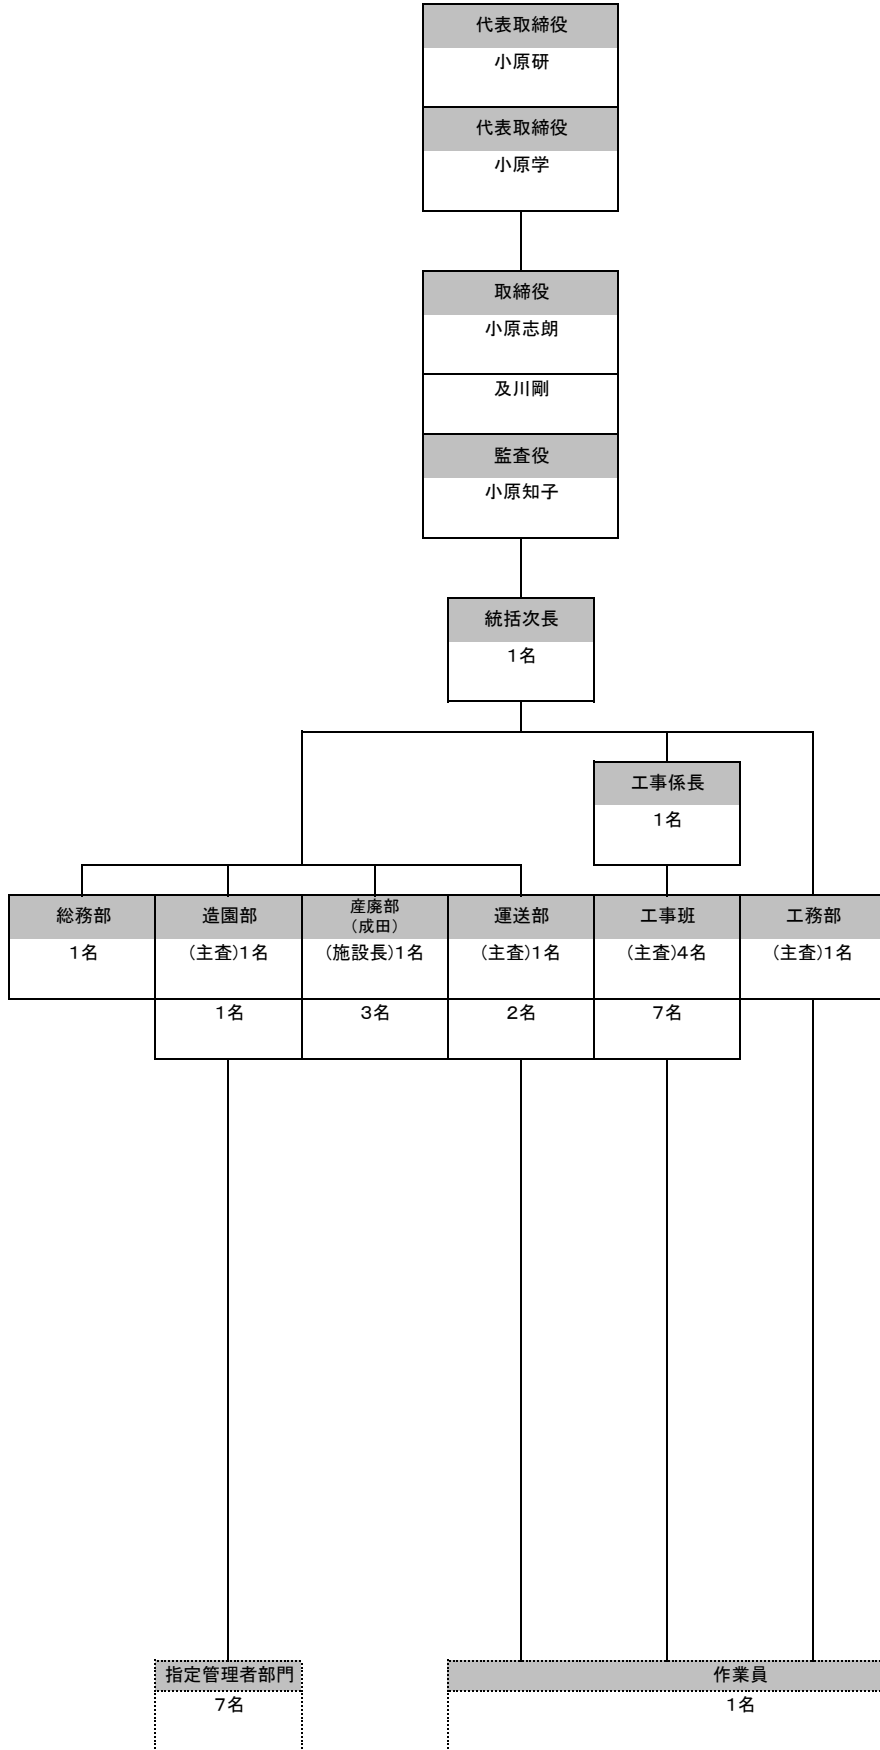 代表取締役
小原研
代表取締役
小原学
取締役
小原志朗
及川剛
監査役
小原知子
統括次長
1名
工事係長
1名
総務部
造園部
産廃部
(成田)
運送部
工事班
工務部
1名
(主査)1名
(施設長)1名
(主査)1名
(主査)4名
(主査)1名
1名
3名
2名
7名
指定管理者部門
作業員
7名
1名